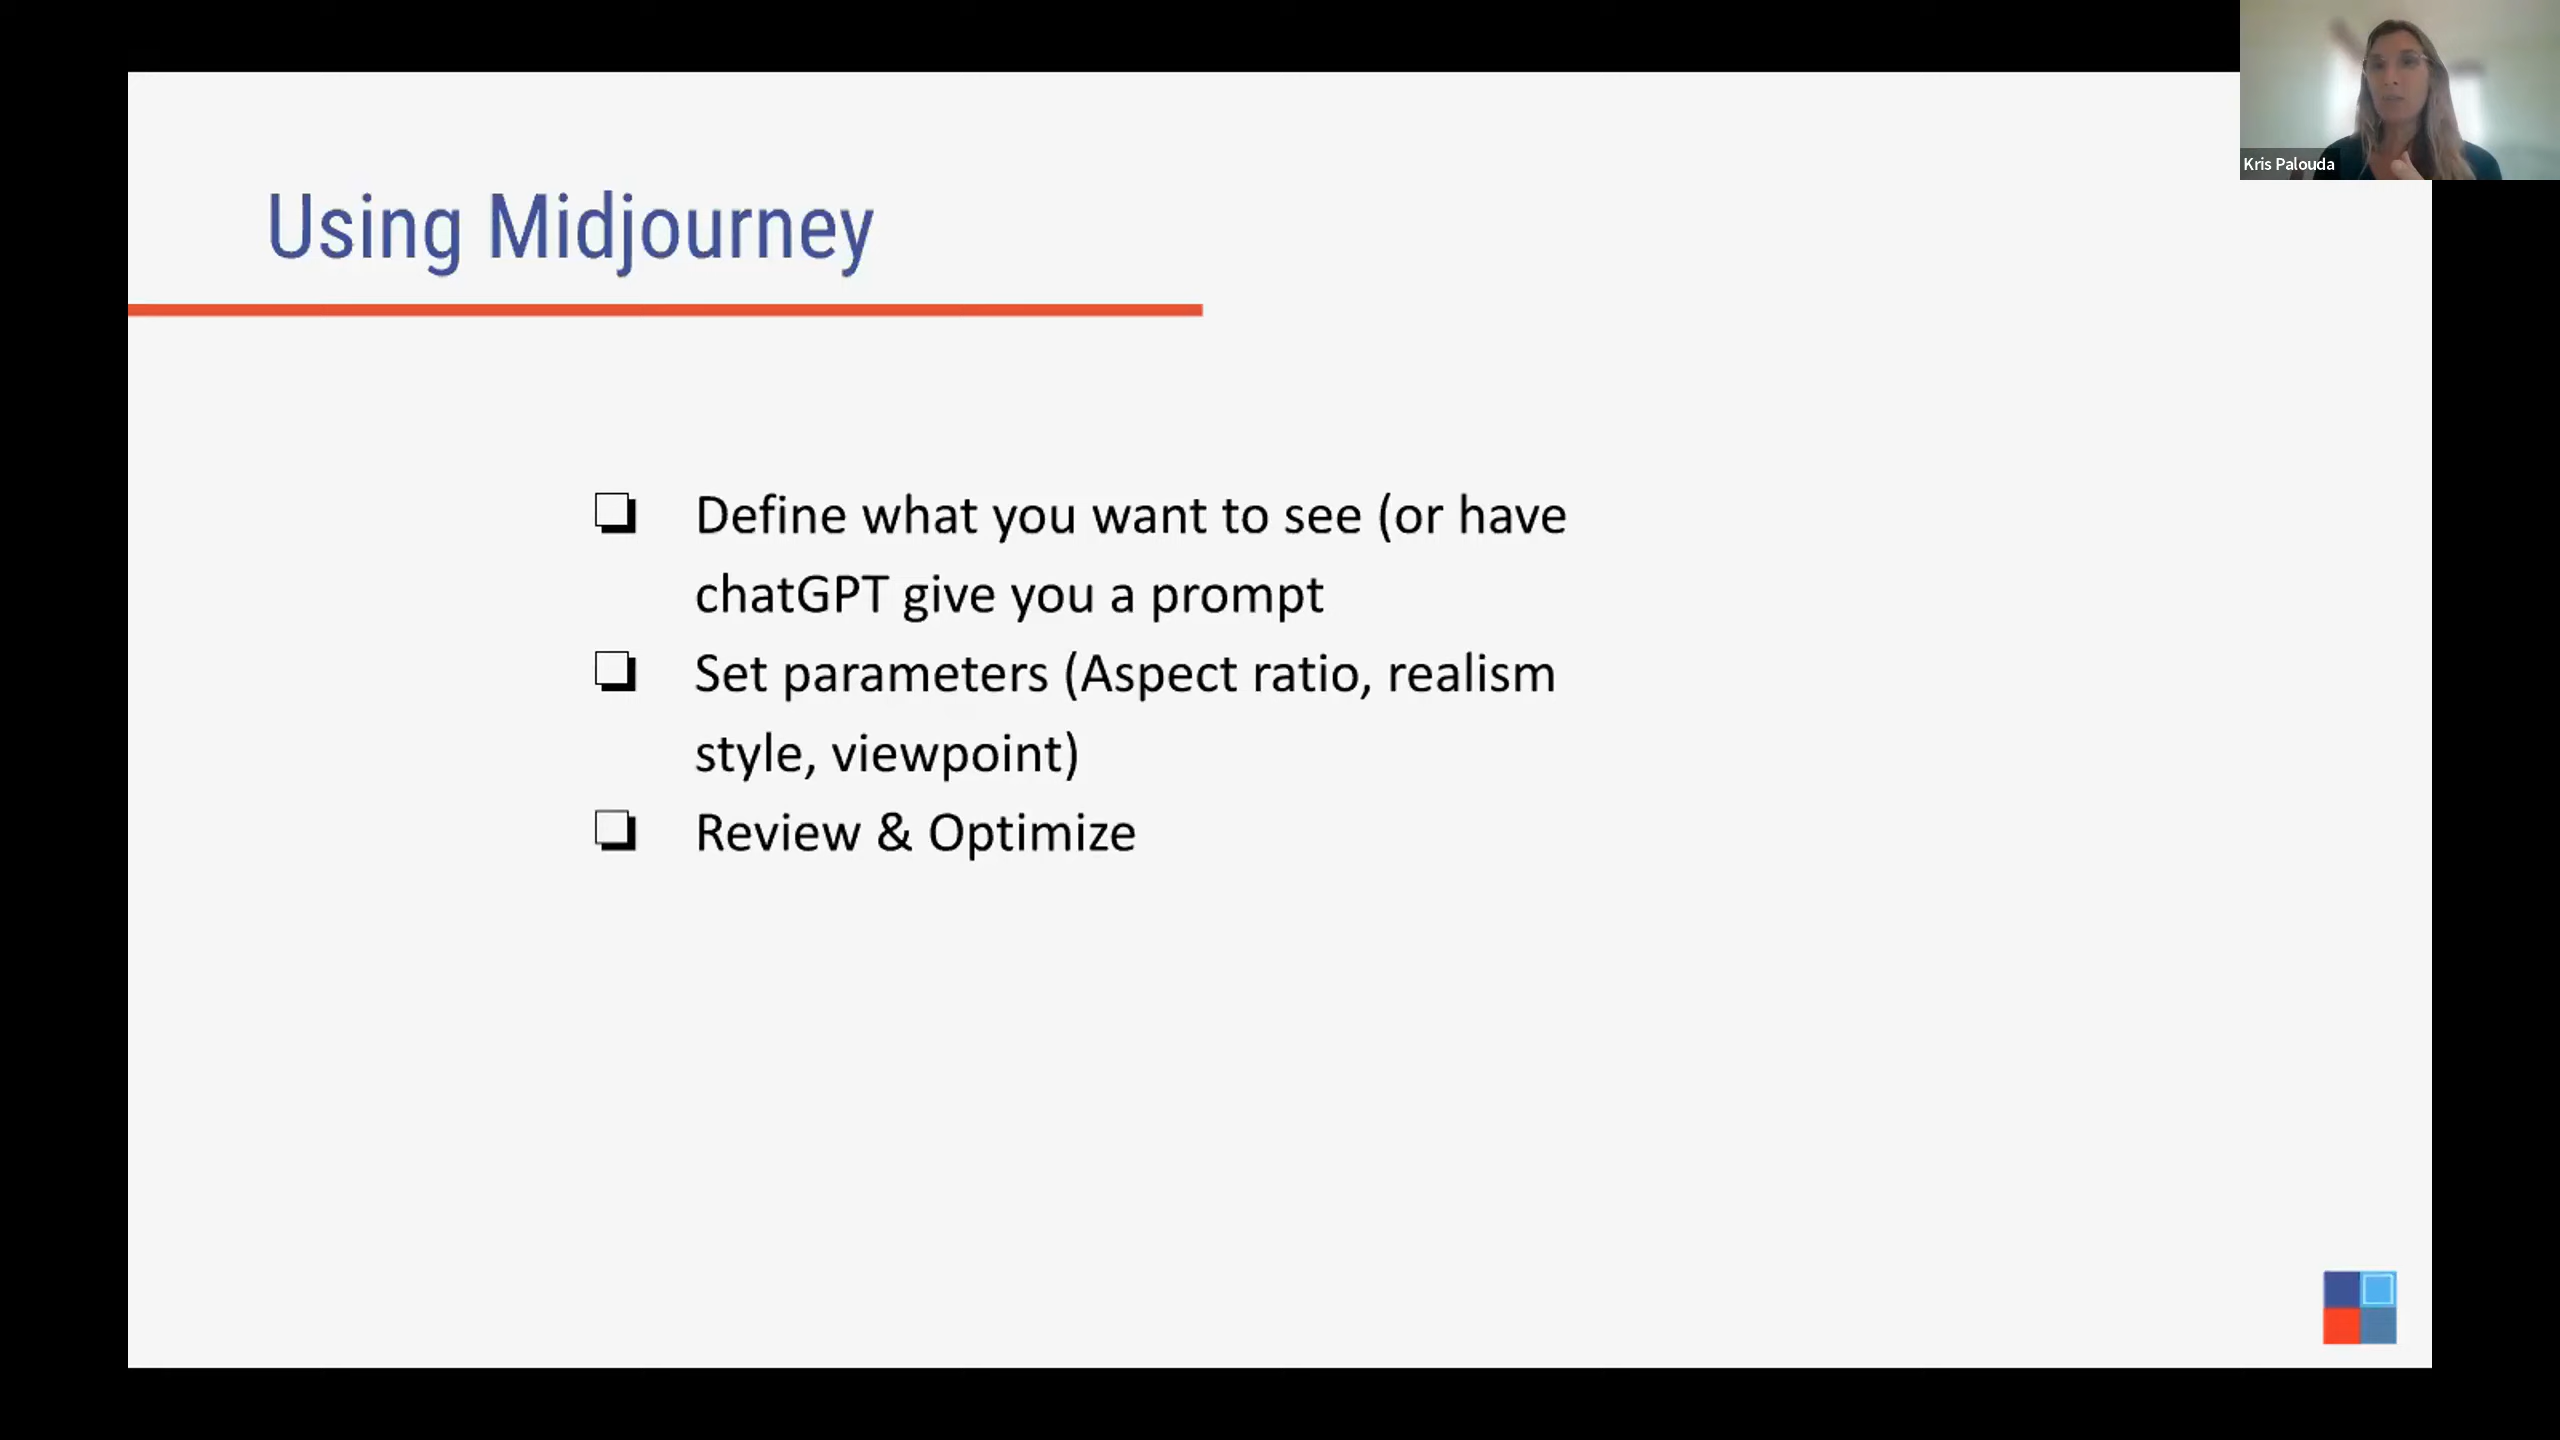 Kris Palouda
Using Midjourney
Define what you want to see (or have
chatGPT give you a prompt
Set parameters (Aspect ratio, realism
style, viewpoint)
Review & Optimize